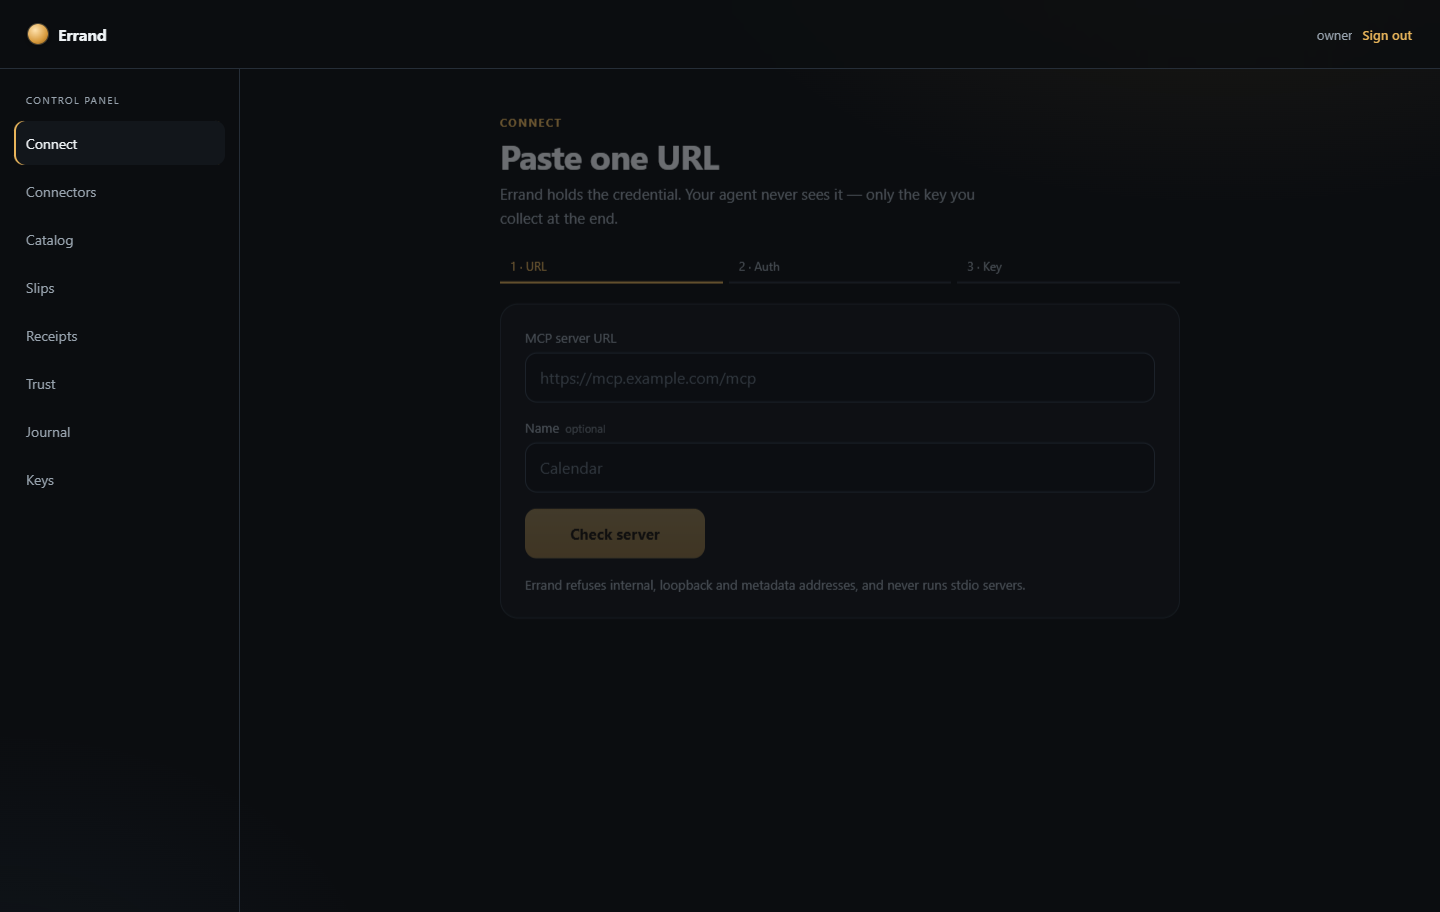 Errand
owner Sign out
CONTROL PANEL
Connect
Connectors
Catalog
Slips
Receipts
Trust
Journal
Keys
CONNECT
Paste one URL
Errand holds the credential. Your agent never sees it — only the key you
collect at the end.
1 · URL
2 · Auth
3 · Key
MCP server URL
https://mcp.example.com/mcp
Name optional
Calendar
Check server
Errand refuses internal, loopback and metadata addresses, and never runs stdio servers.